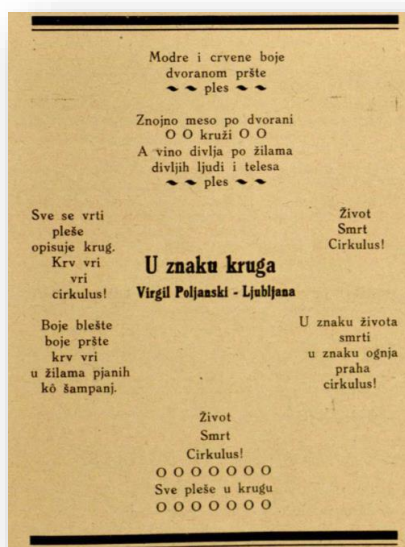 Modre i crvene boje
dvoranom pršte
ples
Znojno meso po dvorani
O O kruži O O
A vino divlja po žilama
divljih ljudi i telesa
ples
Sve se vrti
pleše
opisuje krug.
Krv vri
vri
cirkulus!
Život
Smrt
Cirkulus!
U znaku kruga
Virgil Poljanski - Ljubljana
Boje blešte
boje pršte
krv vri
u žilama pjanih
kô šampanj.
U znaku života
smrti
u znaku ognja
praha
cirkulus!
Život
Smrt
Cirkulus!
O O O O O O O
Sve pleše u krugu
O O O O O O O